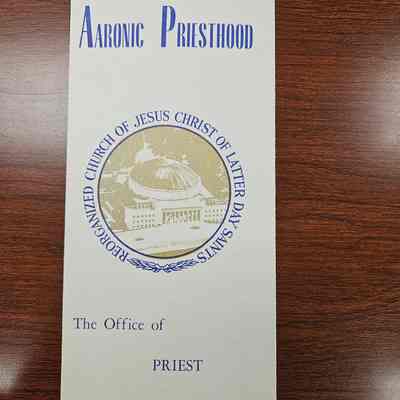 Aaronic Priesthood
REORGANIZED CHURCH OF JESUS CHRIST OF LATTER DAY SAINTS
The Office of
PRIEST